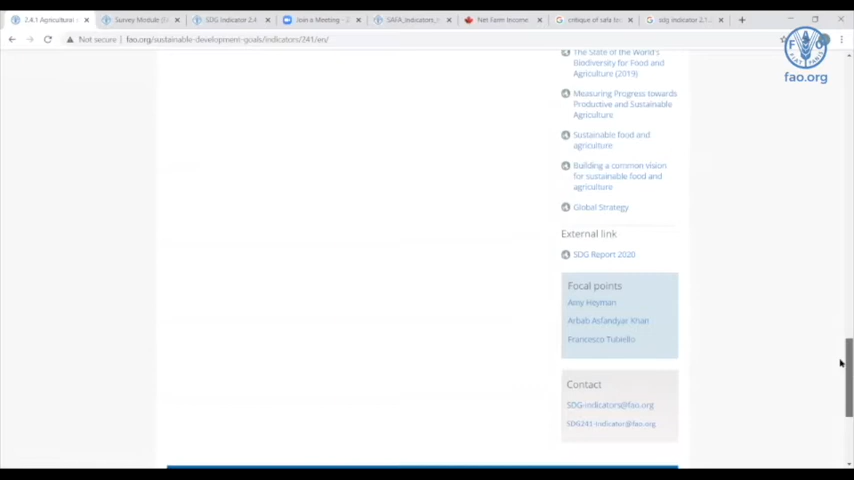 2.4.1 Agricultural
Survey Module (
SDG Indicator 2.4
Join a Meeting - Z
SAFA_Indicators_
Net Farm Income
critique of safa
sdg indicator 2.1.
Not secure | fao.org/sustainable-development-goals/indicators/241/en/
FAO
FIAT PANIS
fao.org
The State of the World's
Biodiversity for Food and
Agriculture (2019)
Measuring Progress towards
Productive and Sustainable
Agriculture
Sustainable food and
agriculture
Building a common vision
for sustainable food and
agriculture
Global Strategy
External link
SDG Report 2020
Focal points
Amy Heyman
Arbab Asfandyar Khan
Francesco Tubiello
Contact
SDG-Indicators@fao.org
SDG241-Indicator@fao.org